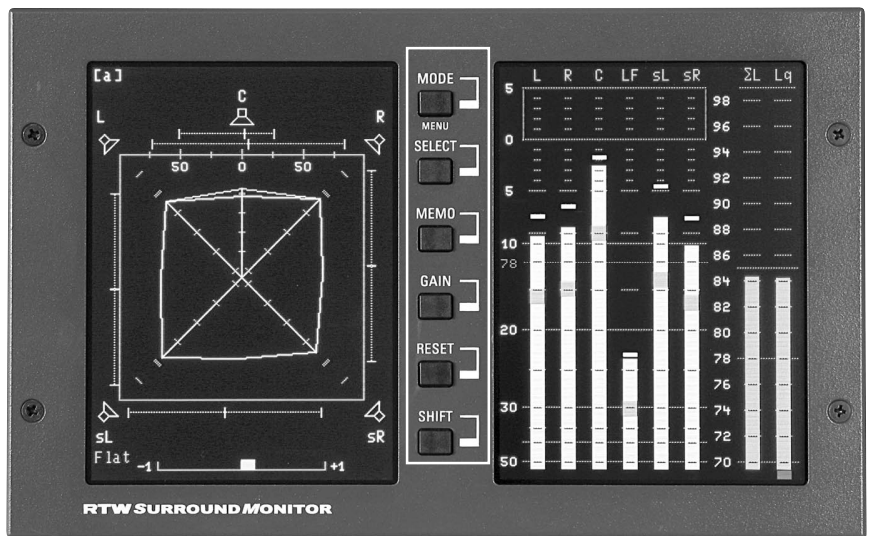 [a]
C
L R
50 0 50
sL sR
Flat -1 +1
MODE
MENU
SELECT
MEMO
GAIN
RESET
SHIFT
L R C LF sL sR ΣL Lq
5 98
96
0 94
92
5 90
88
10 86
78 84
82
20 80
78
76
30 74
72
50 70
RTW SURROUND MONITOR